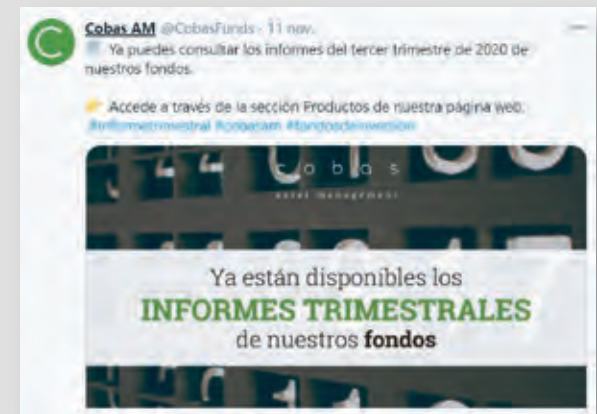 Cobas AM @CobasFunds · 11 nov.
Ya puedes consultar los informes del tercer trimestre de 2020 de
nuestros fondos.
Accede a través de la sección Productos de nuestra página web.
#informetrimestral #cobasam #fondosdeinversión
cobas
asset management
Ya están disponibles los
INFORMES TRIMESTRALES
de nuestros fondos